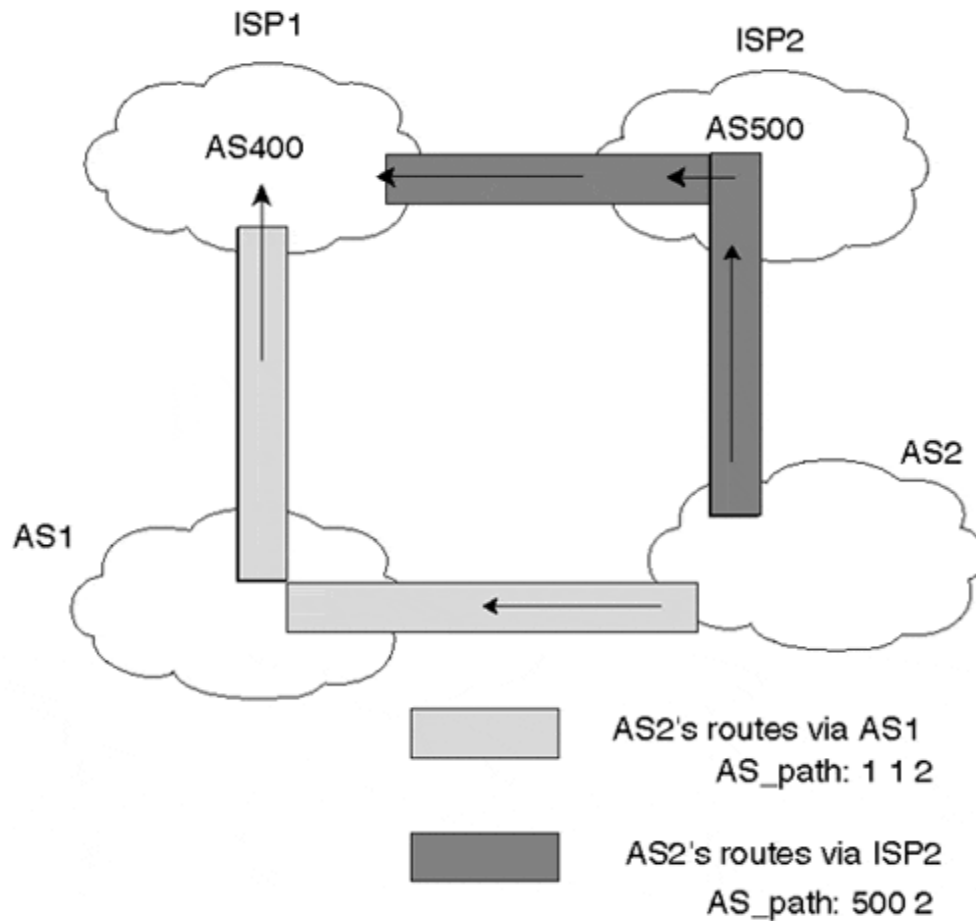 ISP1
ISP2
AS400
AS500
AS1
AS2
AS2's routes via AS1
AS_path: 1 1 2
AS2's routes via ISP2
AS_path: 500 2